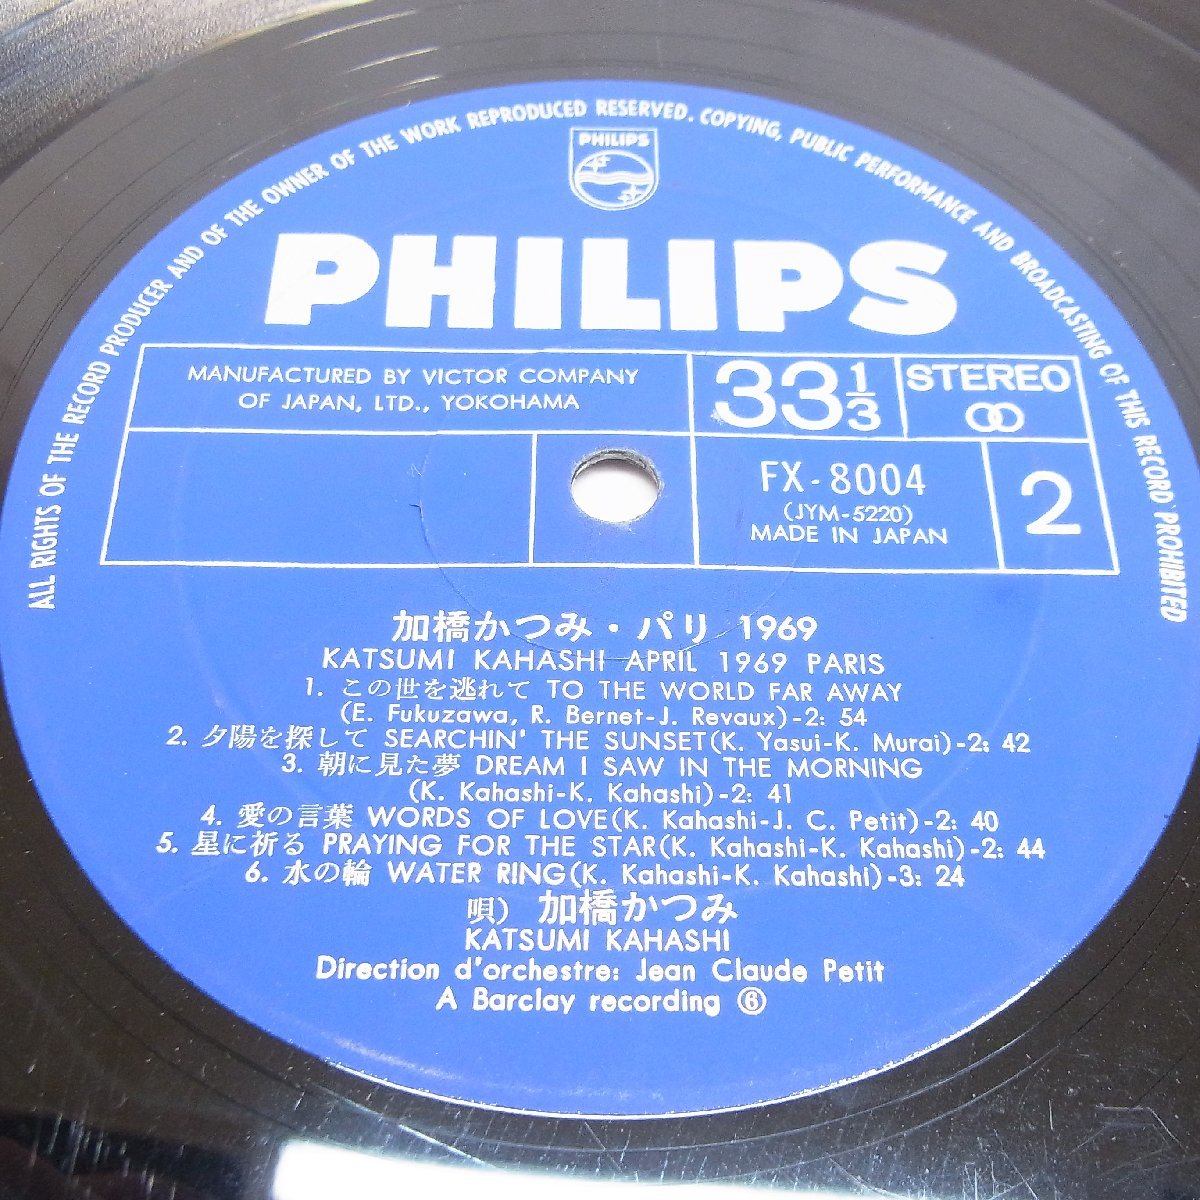 ALL RIGHTS OF THE RECORD PRODUCER AND OF THE OWNER OF THE WORK REPRODUCED RESERVED. COPYING, PUBLIC PERFORMANCE AND BROADCASTING OF THIS RECORD PROHIBITED
PHILIPS
PHILIPS
MANUFACTURED BY VICTOR COMPANY
OF JAPAN, LTD., YOKOHAMA
33 1/3
STEREO
FX-8004
(JYM-5220)
MADE IN JAPAN
2
加橋かつみ・パリ 1969
KATSUMI KAHASHI APRIL 1969 PARIS
1. この世を逃れて TO THE WORLD FAR AWAY
(E. Fukuzawa, R. Bernet-J. Revaux)-2: 54
2. 夕陽を探して SEARCHIN' THE SUNSET(K. Yasui-K. Murai)-2: 42
3. 朝に見た夢 DREAM I SAW IN THE MORNING
(K. Kahashi-K. Kahashi)-2: 41
4. 愛の言葉 WORDS OF LOVE(K. Kahashi-J. C. Petit)-2: 40
5. 星に祈る PRAYING FOR THE STAR(K. Kahashi-K. Kahashi)-2: 44
6. 水の輪 WATER RING(K. Kahashi-K. Kahashi)-3: 24
唄) 加橋かつみ
KATSUMI KAHASHI
Direction d'orchestre: Jean Claude Petit
A Barclay recording ⑥